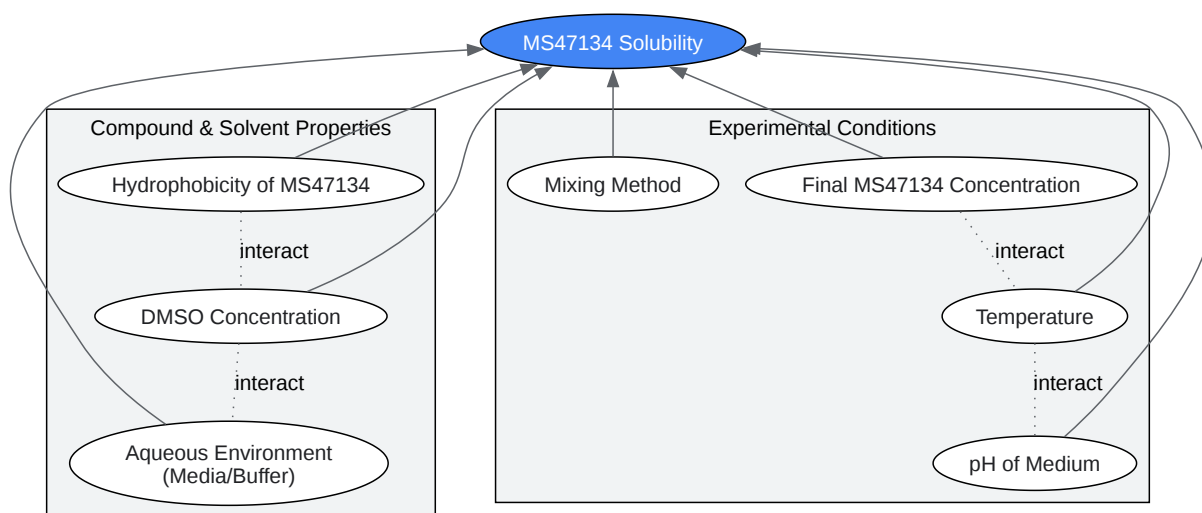 MS47134 Solubility
Compound & Solvent Properties
Hydrophobicity of MS47134
interact
DMSO Concentration
interact
Aqueous Environment
(Media/Buffer)
Experimental Conditions
Mixing Method
Final MS47134 Concentration
interact
Temperature
interact
pH of Medium